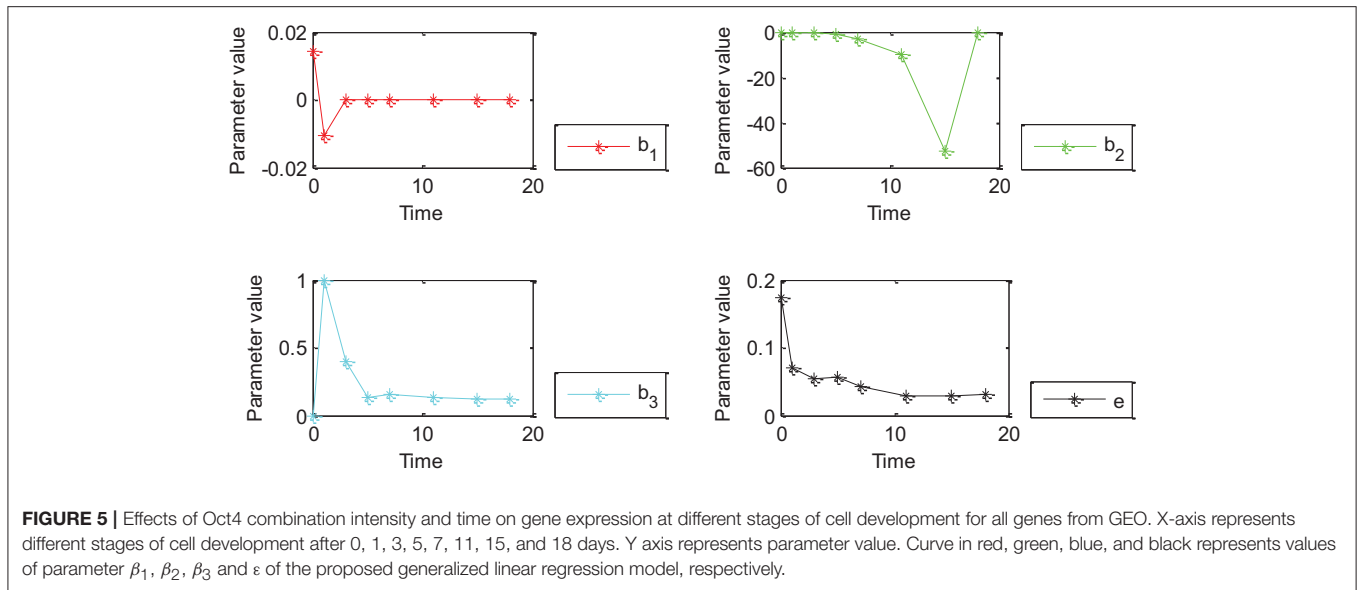 0.02
0
-0.02
Parameter value
0 10 20
Time
b1
0
-20
-40
-60
Parameter value
0 10 20
Time
b2
1
0.5
0
Parameter value
0 10 20
Time
b3
0.2
0.1
0
Parameter value
0 10 20
Time
e
FIGURE 5 | Effects of Oct4 combination intensity and time on gene expression at different stages of cell development for all genes from GEO. X-axis represents
different stages of cell development after 0, 1, 3, 5, 7, 11, 15, and 18 days. Y axis represents parameter value. Curve in red, green, blue, and black represents values
of parameter β1, β2, β3 and ε of the proposed generalized linear regression model, respectively.